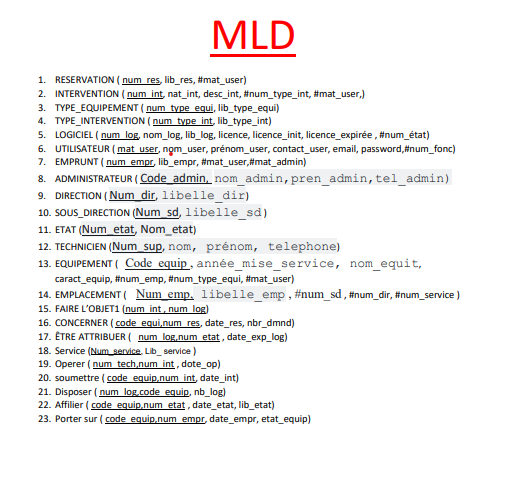 MLD
1. RESERVATION ( num_res, lib_res, #mat_user)
2. INTERVENTION ( num_int, nat_int, desc_int, #num_type_int, #mat_user,)
3. TYPE_EQUIPEMENT ( num_type_equi, lib_type_equi)
4. TYPE_INTERVENTION ( num_type_int, lib_type_int)
5. LOGICIEL ( num_log, nom_log, lib_log, licence, licence_init, licence_expirée , #num_état)
6. UTILISATEUR ( mat_user, nom_user, prénom_user, contact_user, email, password,#num_fonc)
7. EMPRUNT ( num_empr, lib_empr, #mat_user,#mat_admin)
8. ADMINISTRATEUR ( Code_admin, nom_admin,pren_admin,tel_admin)
9. DIRECTION ( Num_dir, libelle_dir)
10. SOUS_DIRECTION (Num_sd, libelle_sd )
11. ETAT (Num_etat, Nom_etat)
12. TECHNICIEN (Num_sup, nom, prénom, telephone)
13. EQUIPEMENT ( Code_equip , année_mise_service, nom_equit,
caract_equip, #num_emp, #num_type_equi, #mat_user)
14. EMPLACEMENT ( Num_emp, libelle_emp , #num_sd , #num_dir, #num_service )
15. FAIRE L'OBJET1 (num_int , num_log)
16. CONCERNER ( code_equi,num_res, date_res, nbr_dmnd)
17. ÊTRE ATTRIBUER ( num_log,num_etat , date_exp_log)
18. Service (Num_service, Lib_ service )
19. Operer ( num_tech,num_int , dote_op)
20. soumettre ( code_equip,num_int, date_int)
21. Disposer ( num_log,code_equip, nb_log)
22. Affilier ( code_equip,num_etat , date_etat, lib_etat)
23. Porter sur ( code_equip,num_empr, date_empr, etat_equip)